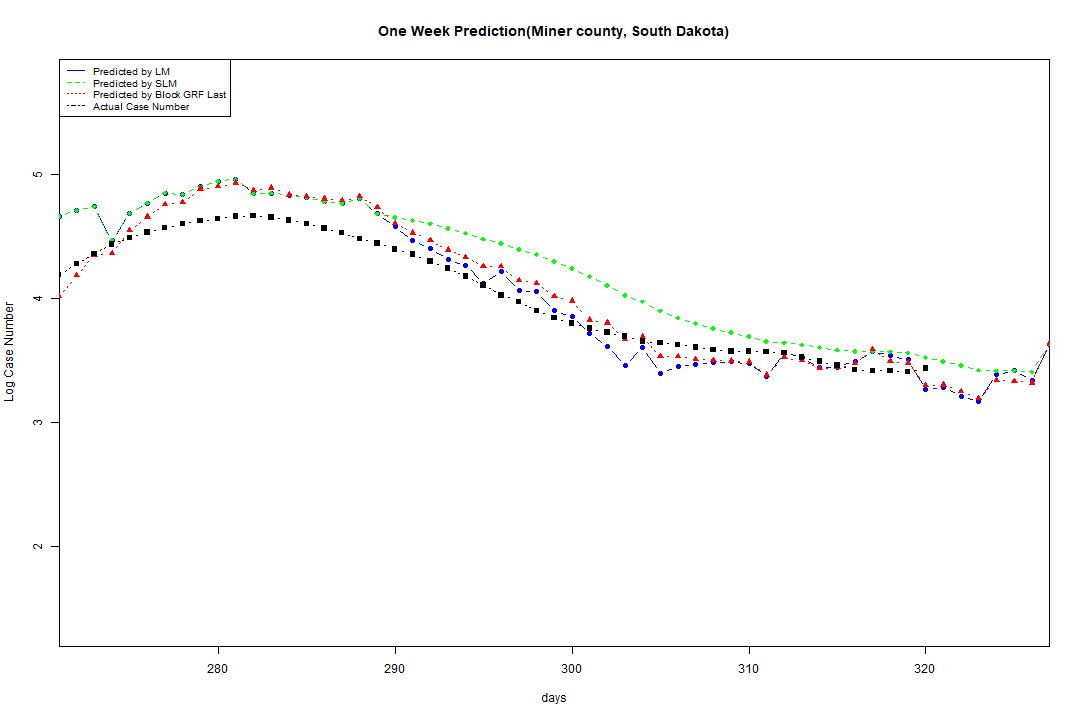 One Week Prediction(Miner county, South Dakota)
Predicted by LM
Predicted by SLM
Predicted by Block GRF Last
Actual Case Number
5
4
3
2
Log Case Number
280 290 300 310 320
days